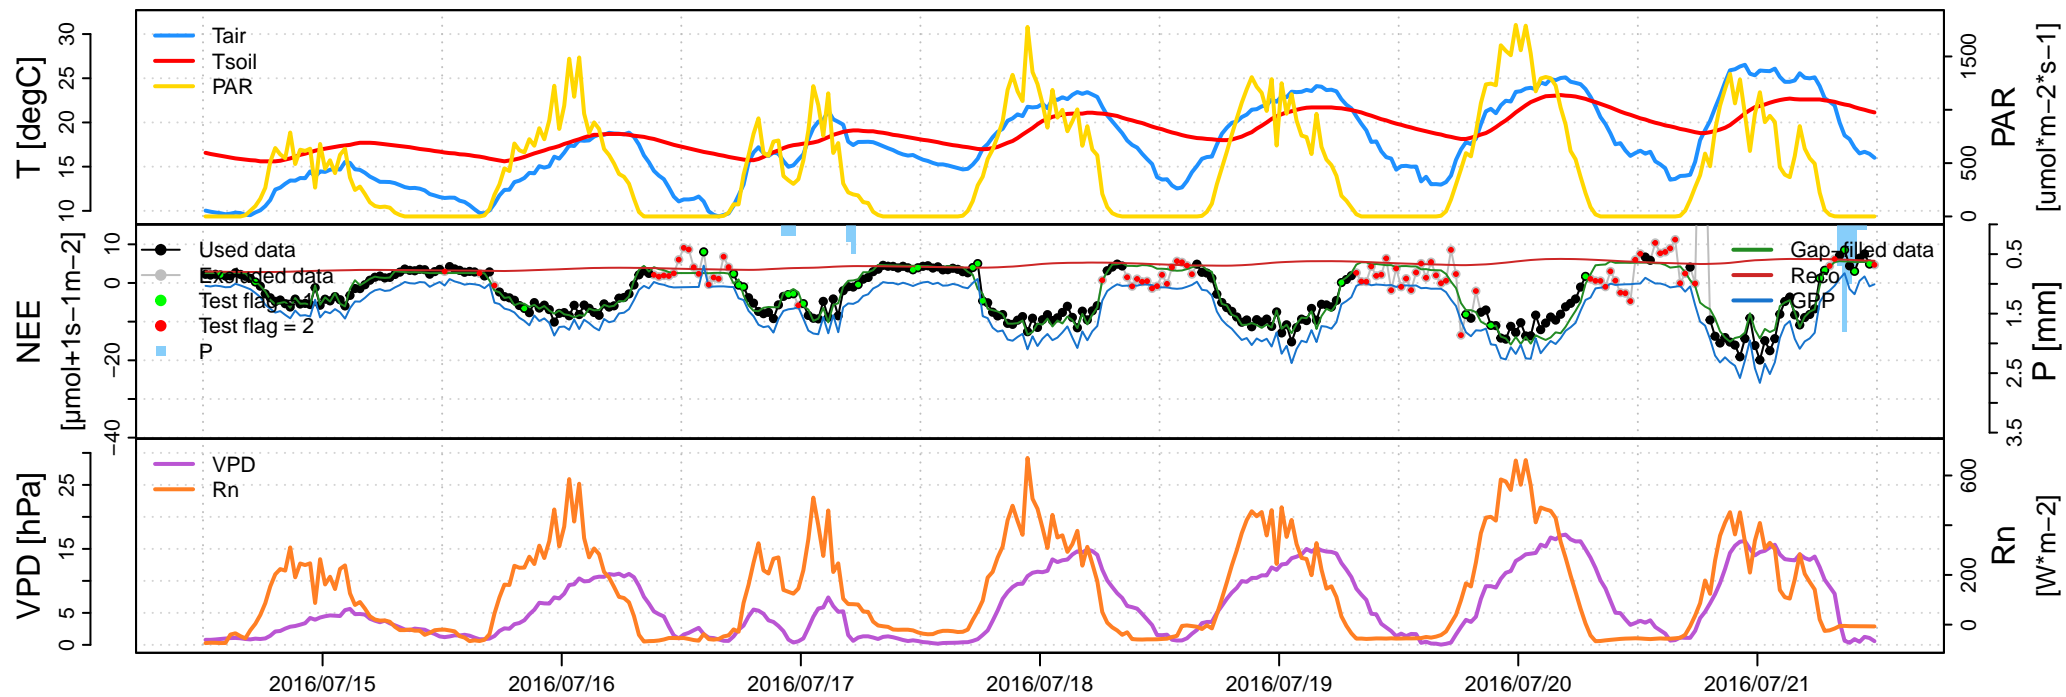 T [degC]
30
25
20
15
10
Tair
Tsoil
PAR
1500
500
0
PAR
[umol*m−2*s−1]
NEE
[µmol+1s−1m−2]
10
0
−20
−40
Used data
Excluded data
Test flag
Test flag = 2
P
Gap−filled data
Reco
GPP
0.5
1.5
2.5
3.5
P [mm]
VPD [hPa]
25
15
5
0
VPD
Rn
600
200
0
Rn
[W*m−2]
2016/07/15
2016/07/16
2016/07/17
2016/07/18
2016/07/19
2016/07/20
2016/07/21